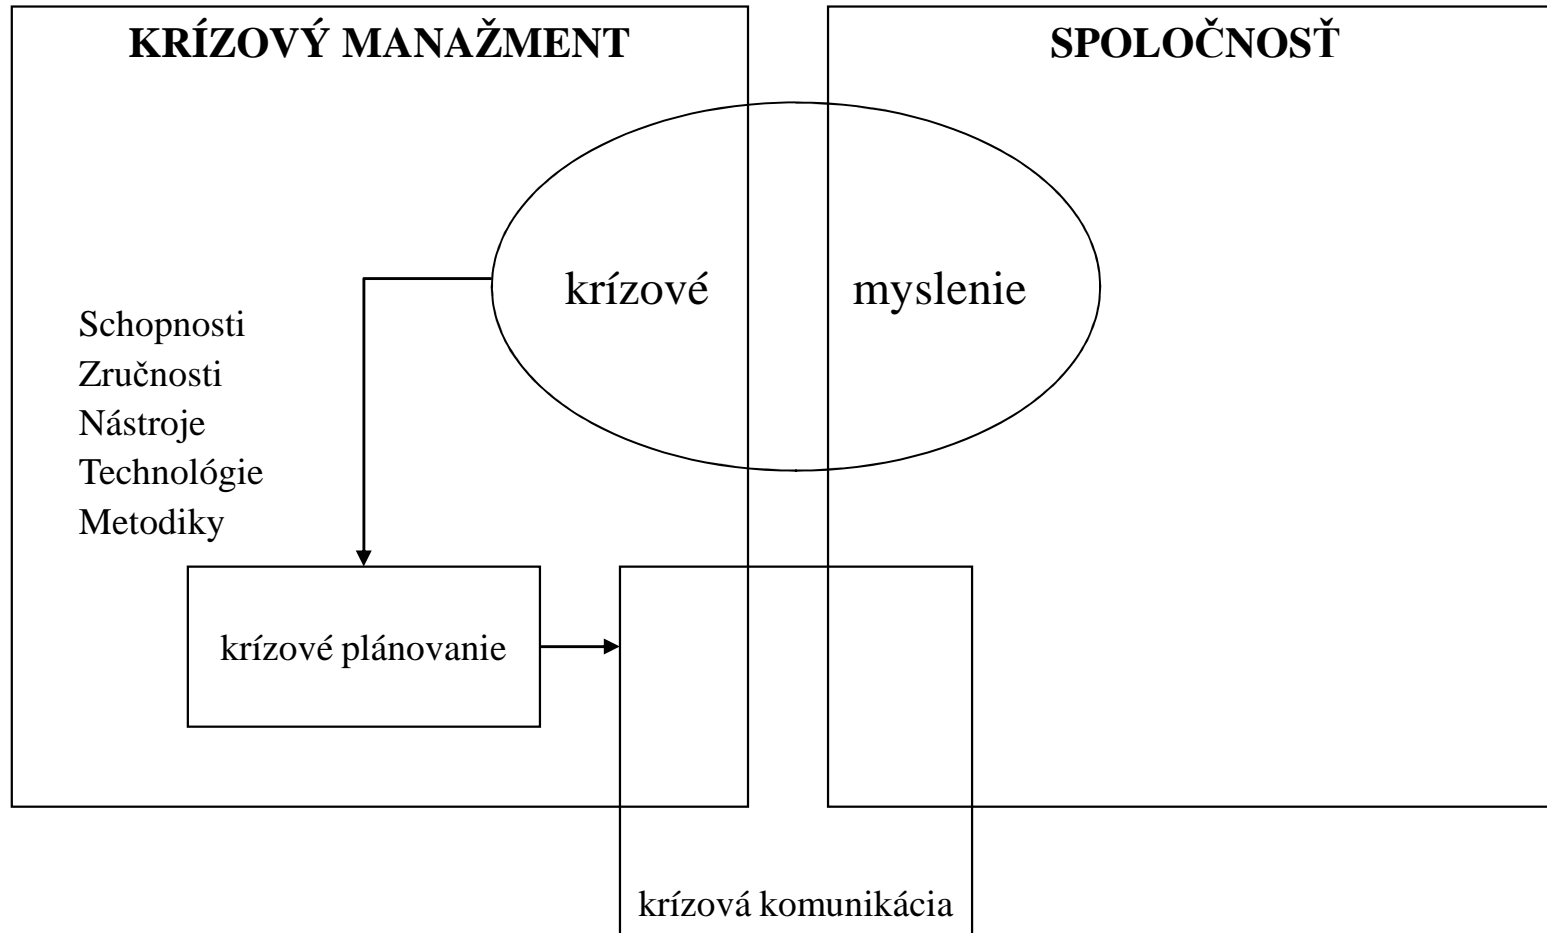 KRÍZOVÝ MANAŽMENT
SPOLOČNOSŤ
krízové myslenie
Schopnosti
Zručnosti
Nástroje
Technológie
Metodiky
krízové plánovanie
krízová komunikácia